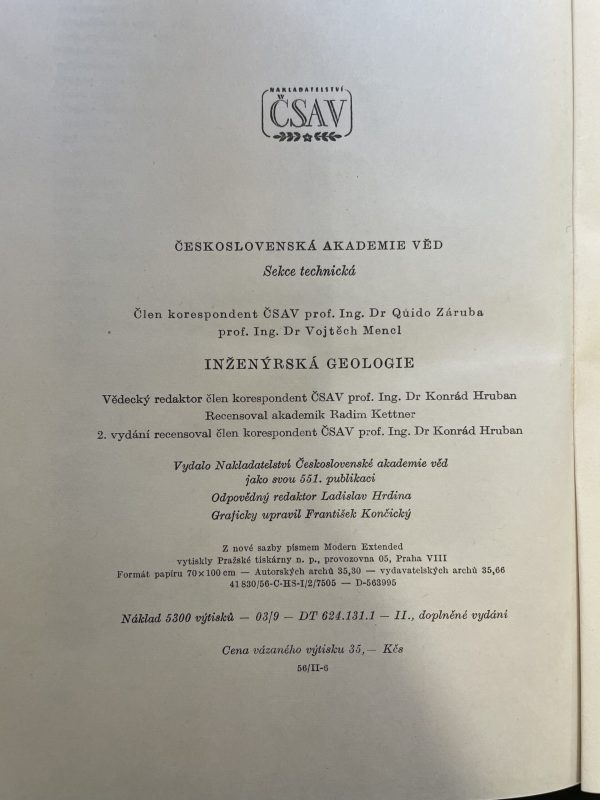 NAKLADATELSTVÍ
ČSAV
ČESKOSLOVENSKÁ AKADEMIE VĚD
Sekce technická
Člen korespondent ČSAV prof. Ing. Dr Quido Záruba
prof. Ing. Dr Vojtěch Mencl
INŽENÝRSKÁ GEOLOGIE
Vědecký redaktor člen korespondent ČSAV prof. Ing. Dr Konrád Hruban
Recensoval akademik Radim Kettner
2. vydání recensoval člen korespondent ČSAV prof. Ing. Dr Konrád Hruban
Vydalo Nakladatelství Československé akademie věd
jako svou 551. publikaci
Odpovědný redaktor Ladislav Hrdina
Graficky upravil František Končický
Z nové sazby písmem Modern Extended
vytiskly Pražské tiskárny n. p., provozovna 05, Praha VIII
Formát papíru 70×100 cm — Autorských archů 35,30 — vydavatelských archů 35,66
41 830/56-C-HS-I/2/7505 — D-563995
Náklad 5300 výtisků — 03/9 — DT 624.131.1 — II., doplněné vydání
Cena vázaného výtisku 35,— Kčs
56/II-6